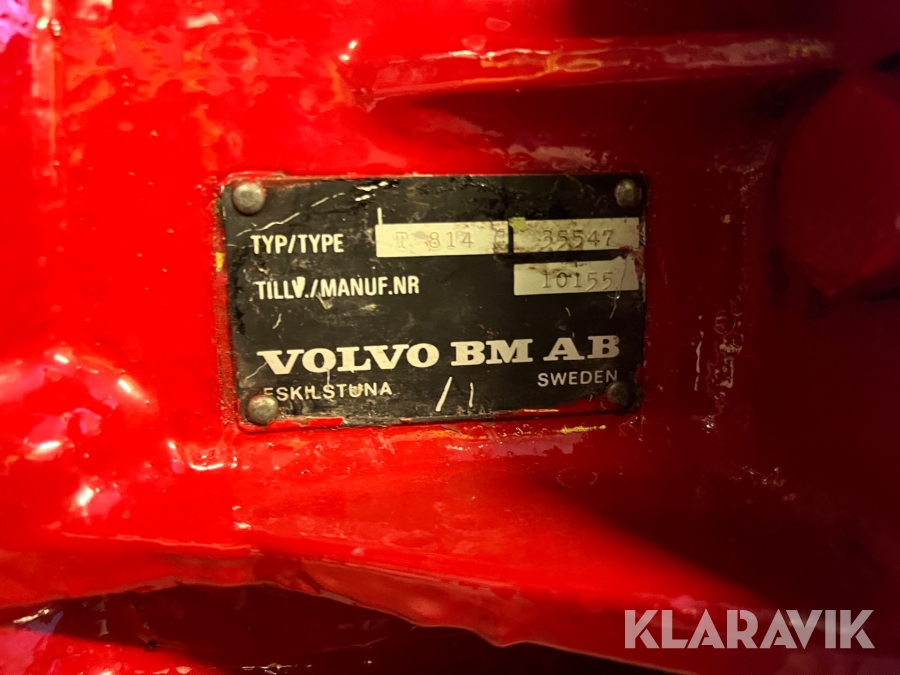 TYP/TYPE T 814 35547
TILLV./MANUF.NR 10155
VOLVO BM AB
ESKILSTUNA SWEDEN
KLARAVIK